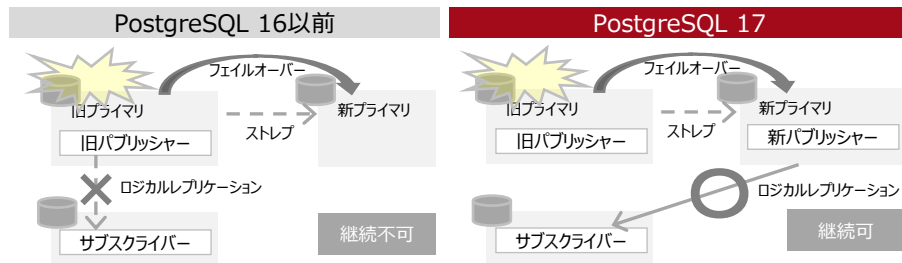 PostgreSQL 16以前
フェイルオーバー
旧プライマリ
新プライマリ
ストレプ
旧パブリッシャー
ロジカルレプリケーション
サブスクライバー
継続不可
PostgreSQL 17
フェイルオーバー
旧プライマリ
新プライマリ
ストレプ
旧パブリッシャー
新パブリッシャー
ロジカルレプリケーション
サブスクライバー
継続可